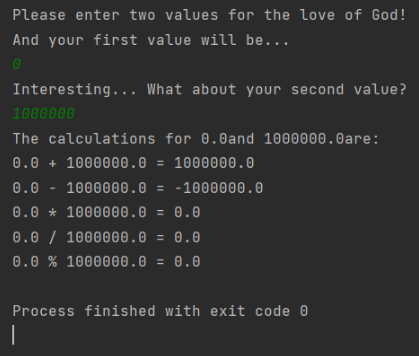 Please enter two values for the love of God!
And your first value will be...
0
Interesting... What about your second value?
1000000
The calculations for 0.0and 1000000.0are:
0.0 + 1000000.0 = 1000000.0
0.0 - 1000000.0 = -1000000.0
0.0 * 1000000.0 = 0.0
0.0 / 1000000.0 = 0.0
0.0 % 1000000.0 = 0.0
Process finished with exit code 0